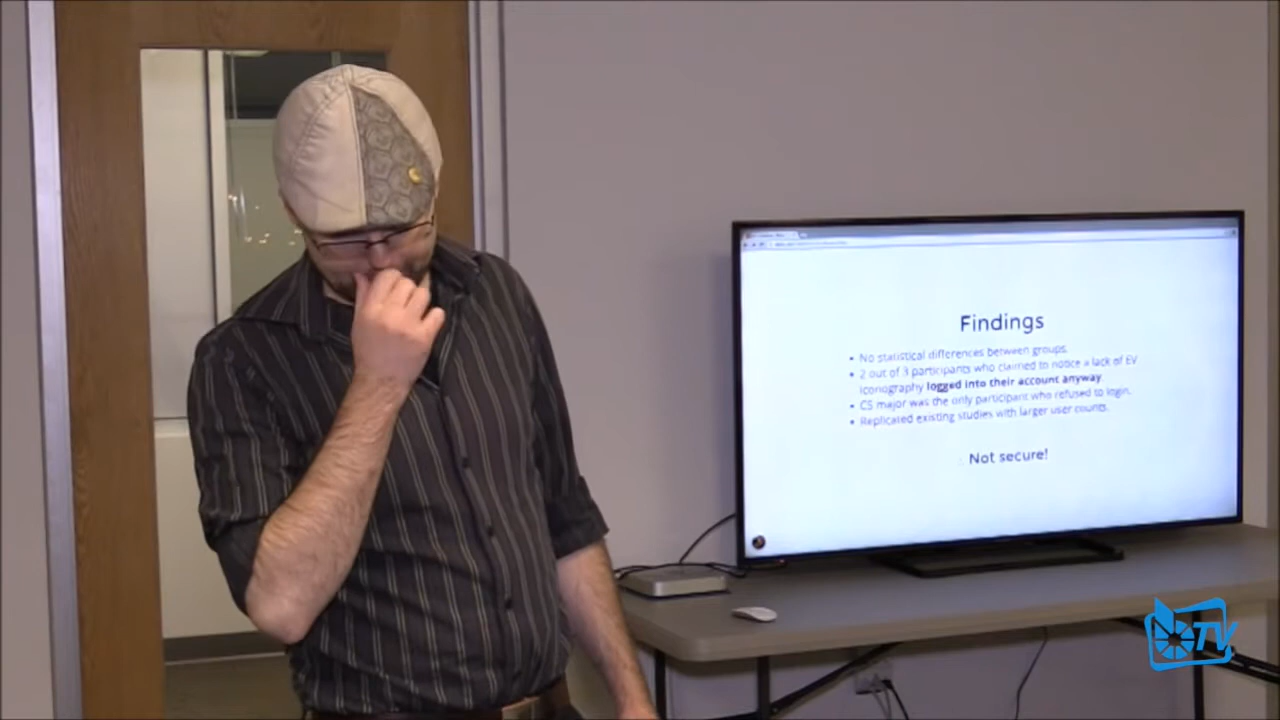 Findings
No statistical differences between groups.
2 out of 3 participants who claimed to notice a lack of EV
iconography logged into their account anyway.
CS major was the only participant who refused to login.
Replicated existing studies with larger user counts.
Not secure!
TV